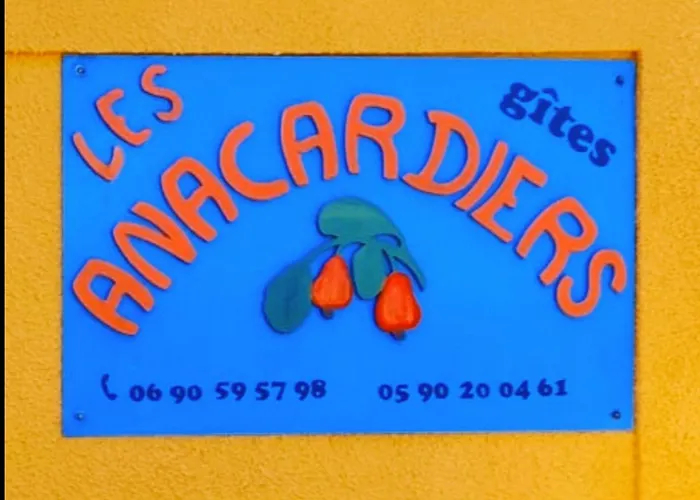 LES
gîtes
ANACARDIERS
06 90 59 57 98 05 90 20 04 61